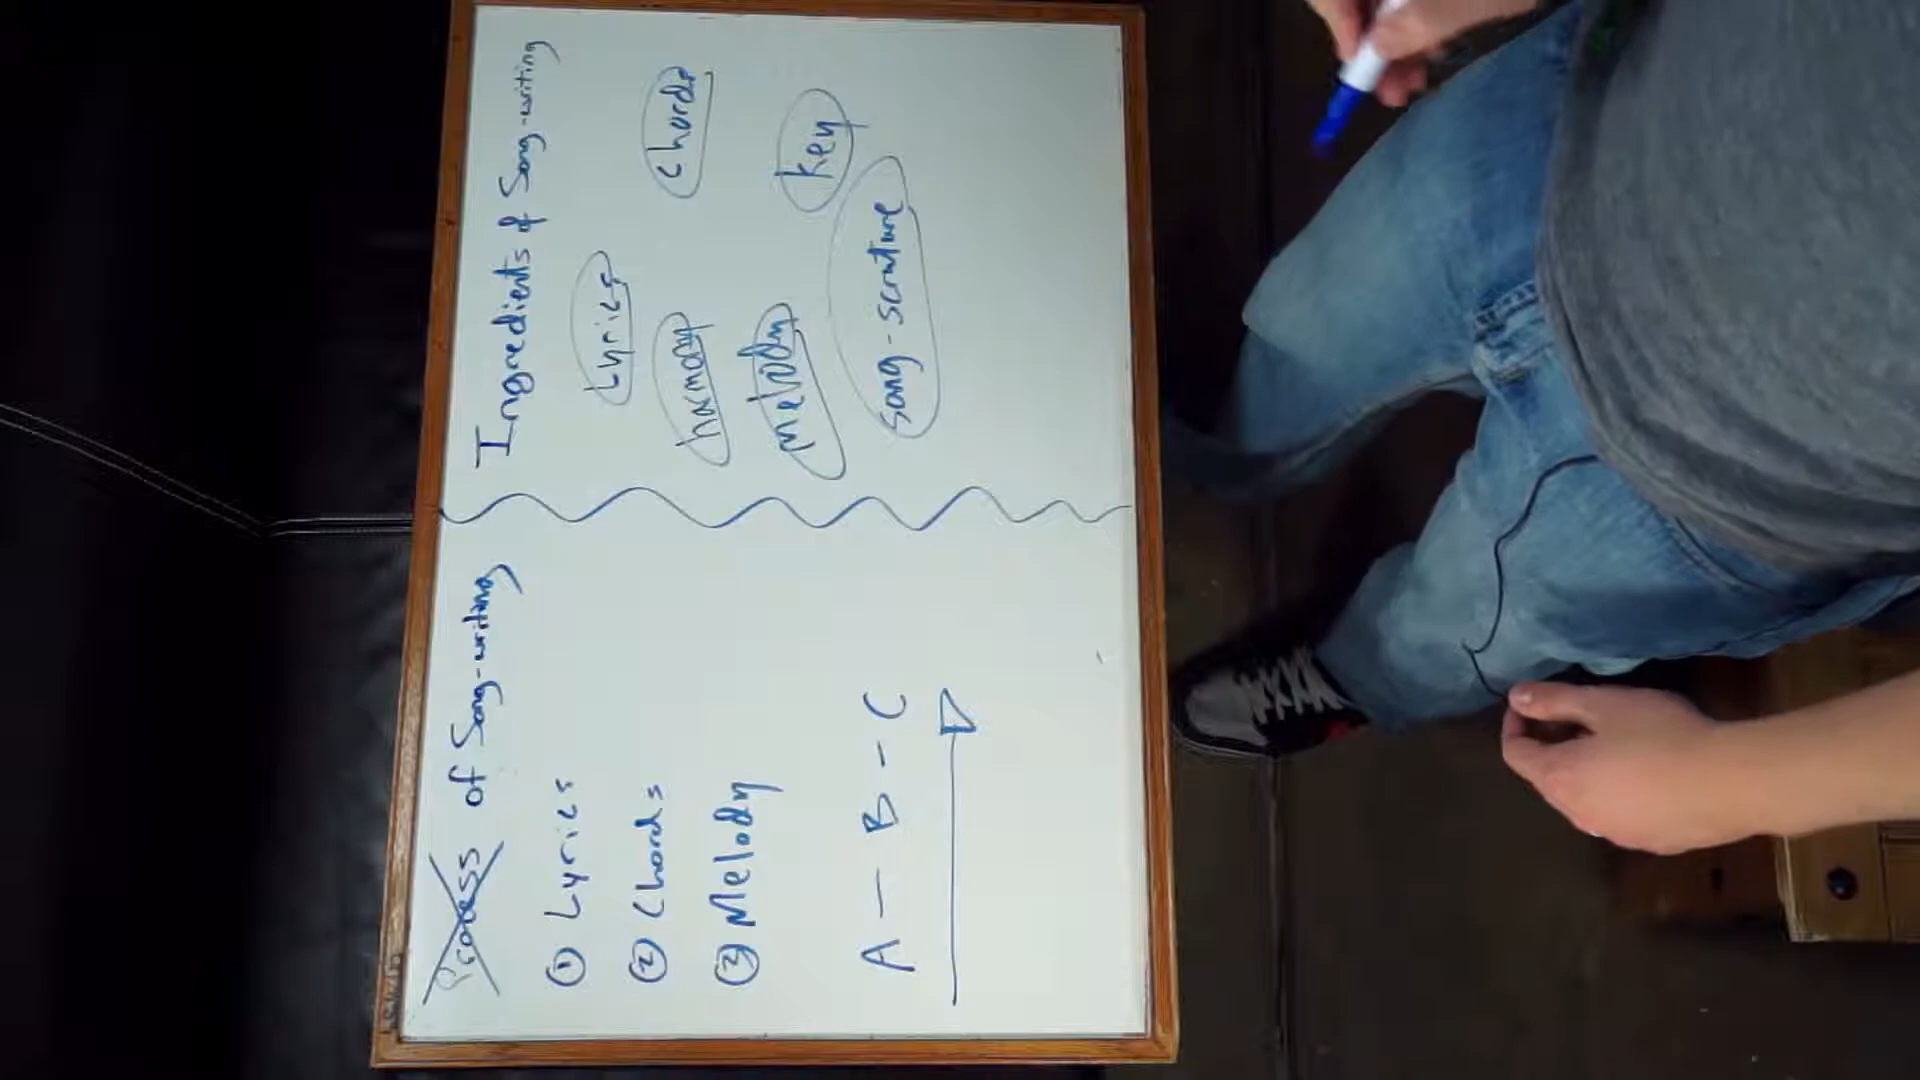 Process of Song-writing
① Lyrics
② Chords
③ Melody
A - B - C
Ingredients of Song-writing
Lyrics
Chords
harmony
Melody
key
song-scruture